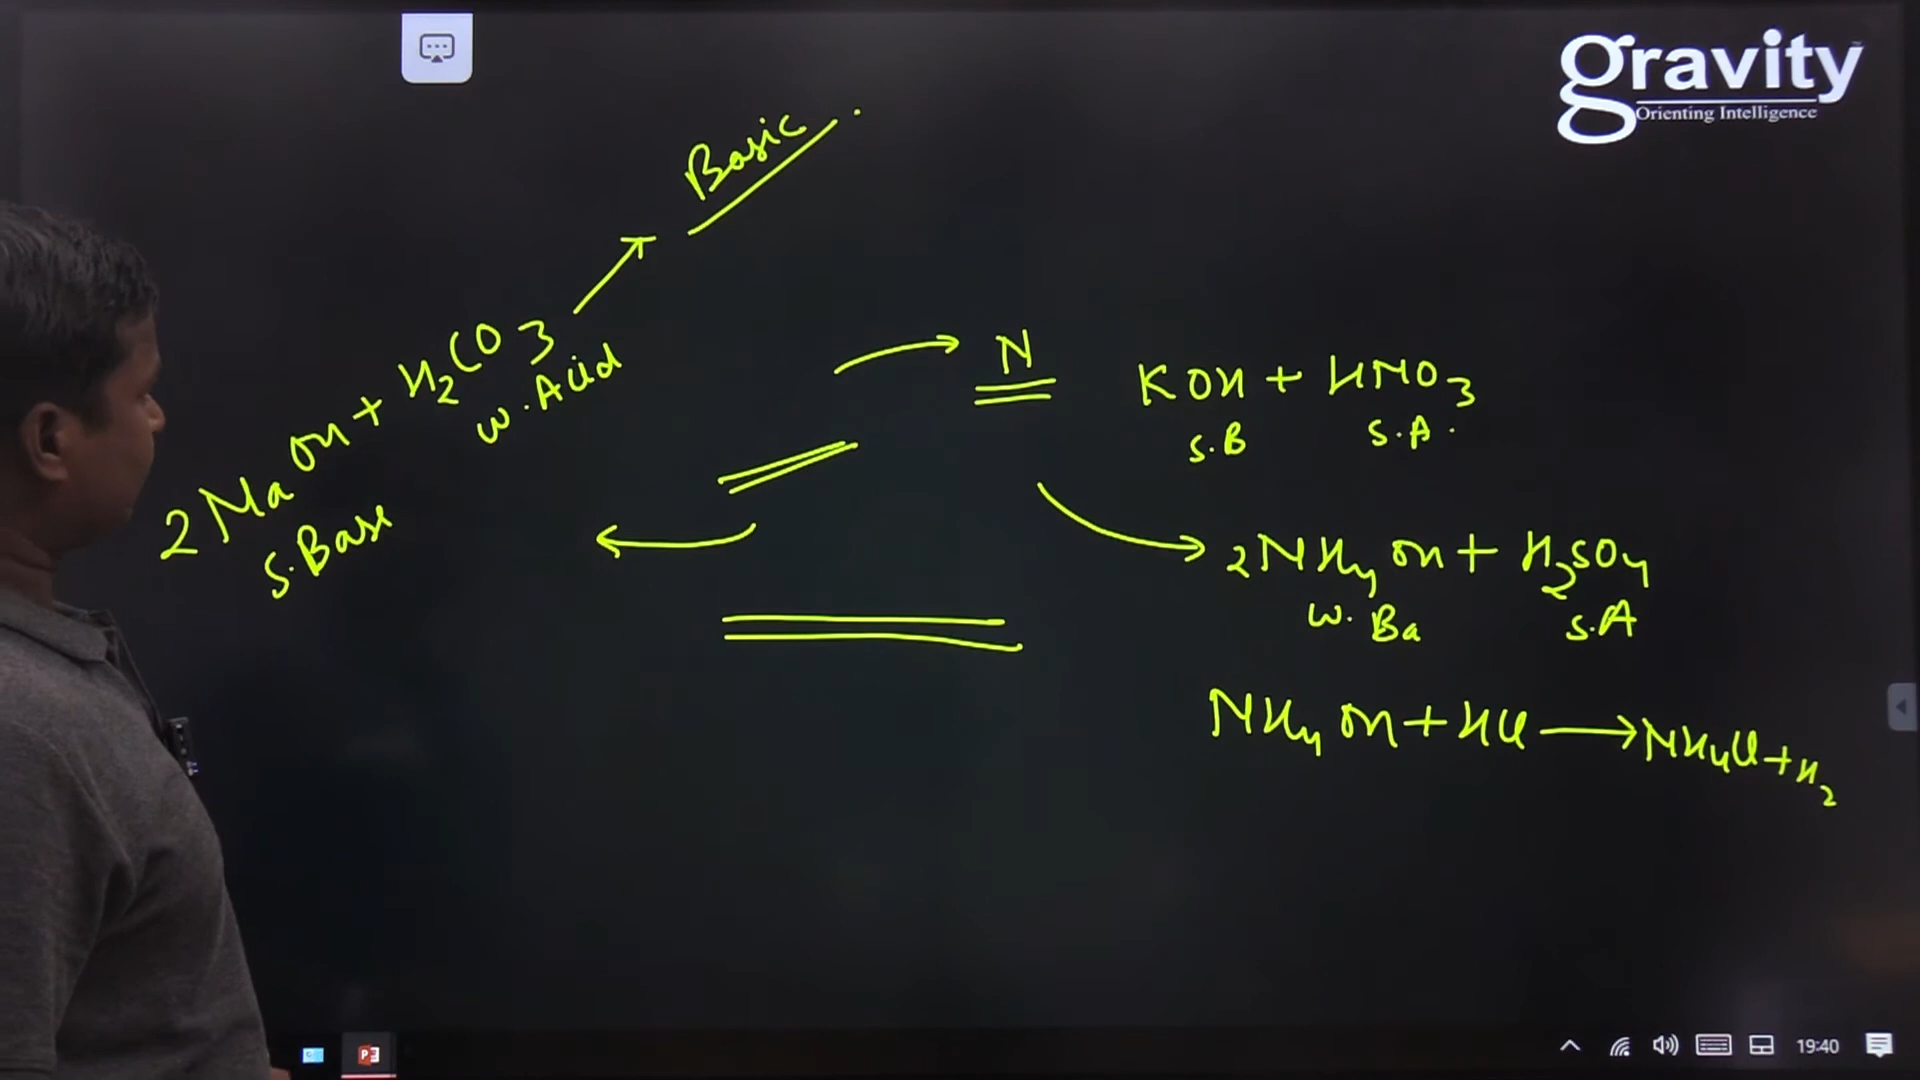 gravity
Orienting Intelligence
Basic
2NaOH + H2CO3
S.Base W.Acid
N
KOH + HNO3
S.B S.A.
2NH4OH + H2SO4
W.Ba S.A
NH4OH + HCl → NH4Cl + H2
19:40